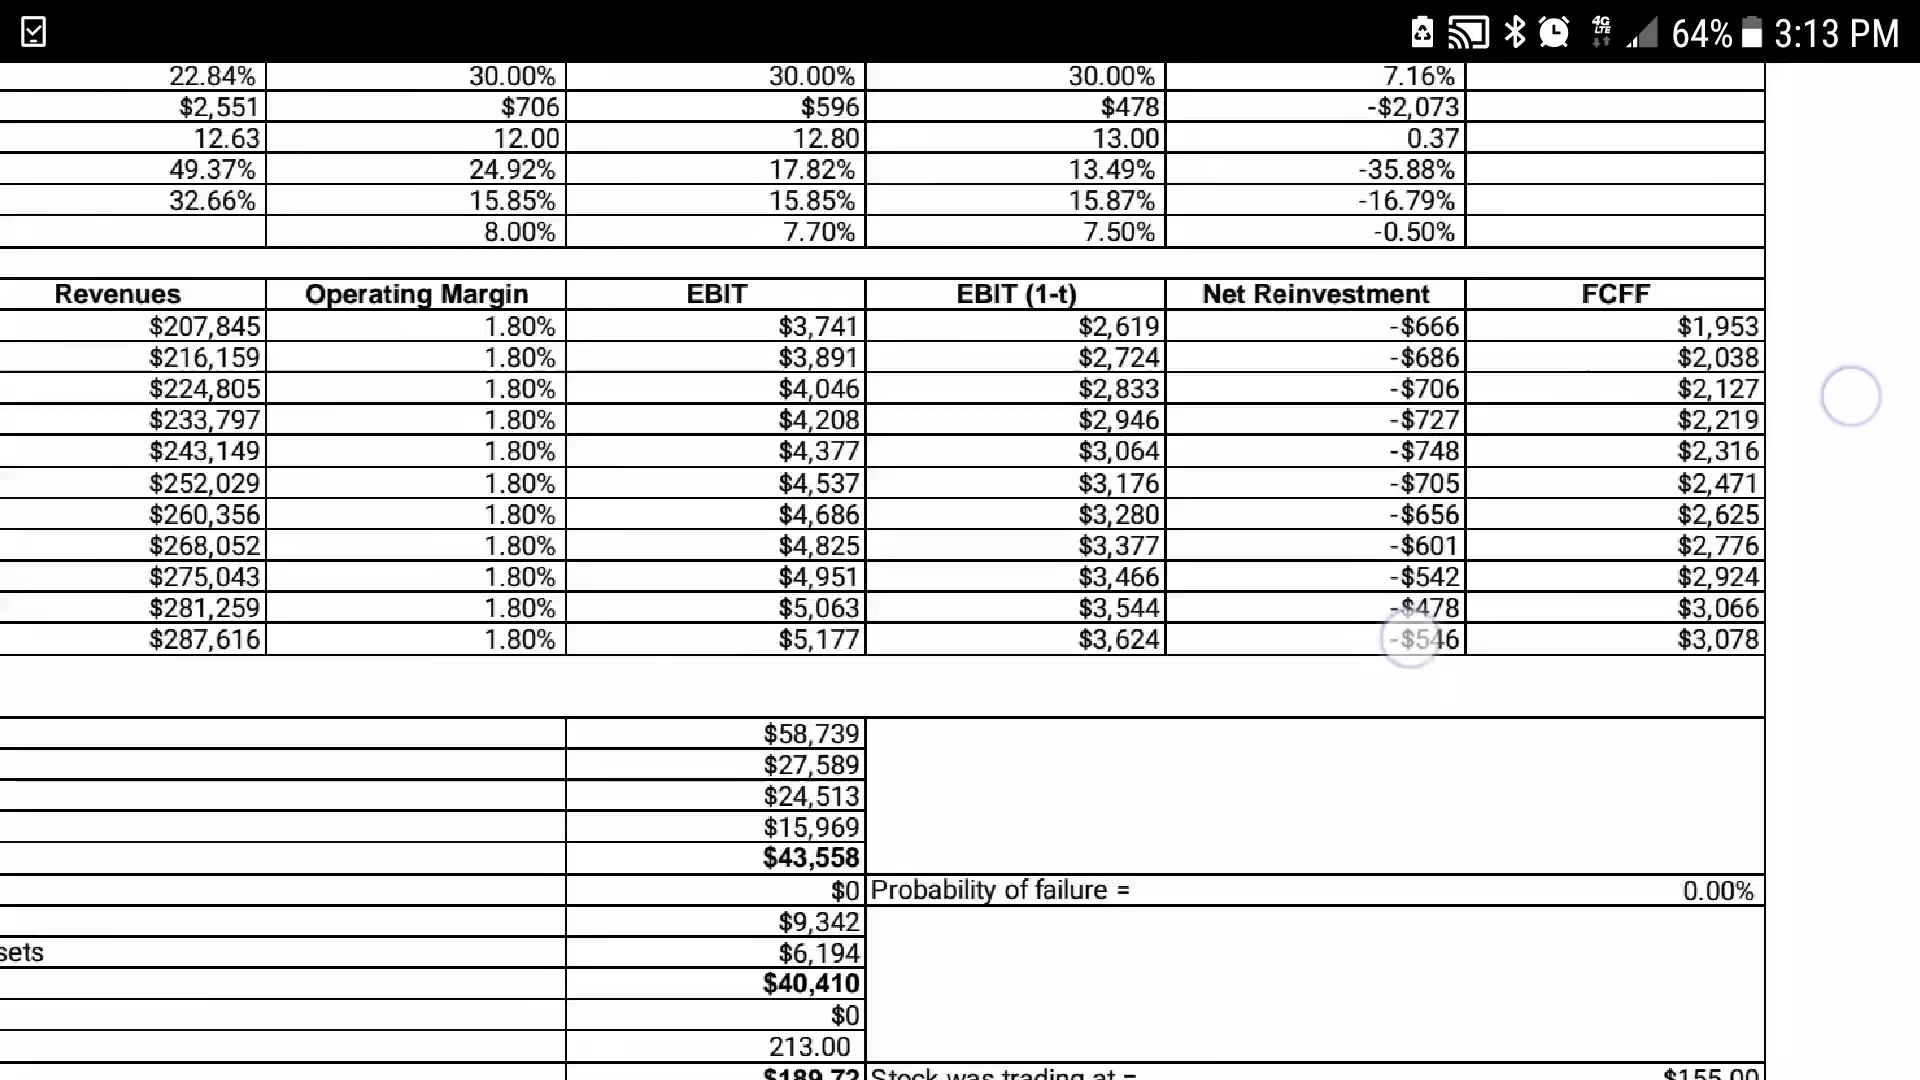 4G LTE 64% 3:13 PM
22.84% 30.00% 30.00% 30.00% 7.16%
$2,551 $706 $596 $478 -$2,073
12.63 12.00 12.80 13.00 0.37
49.37% 24.92% 17.82% 13.49% -35.88%
32.66% 15.85% 15.85% 15.87% -16.79%
8.00% 7.70% 7.50% -0.50%
Revenues Operating Margin EBIT EBIT (1-t) Net Reinvestment FCFF
$207,845 1.80% $3,741 $2,619 -$666 $1,953
$216,159 1.80% $3,891 $2,724 -$686 $2,038
$224,805 1.80% $4,046 $2,833 -$706 $2,127
$233,797 1.80% $4,208 $2,946 -$727 $2,219
$243,149 1.80% $4,377 $3,064 -$748 $2,316
$252,029 1.80% $4,537 $3,176 -$705 $2,471
$260,356 1.80% $4,686 $3,280 -$656 $2,625
$268,052 1.80% $4,825 $3,377 -$601 $2,776
$275,043 1.80% $4,951 $3,466 -$542 $2,924
$281,259 1.80% $5,063 $3,544 -$478 $3,066
$287,616 1.80% $5,177 $3,624 -$546 $3,078
$58,739
$27,589
$24,513
$15,969
$43,558
$0 Probability of failure = 0.00%
$9,342
sets $6,194
$40,410
$0
213.00
$189.72 Stock was trading at = $155.00